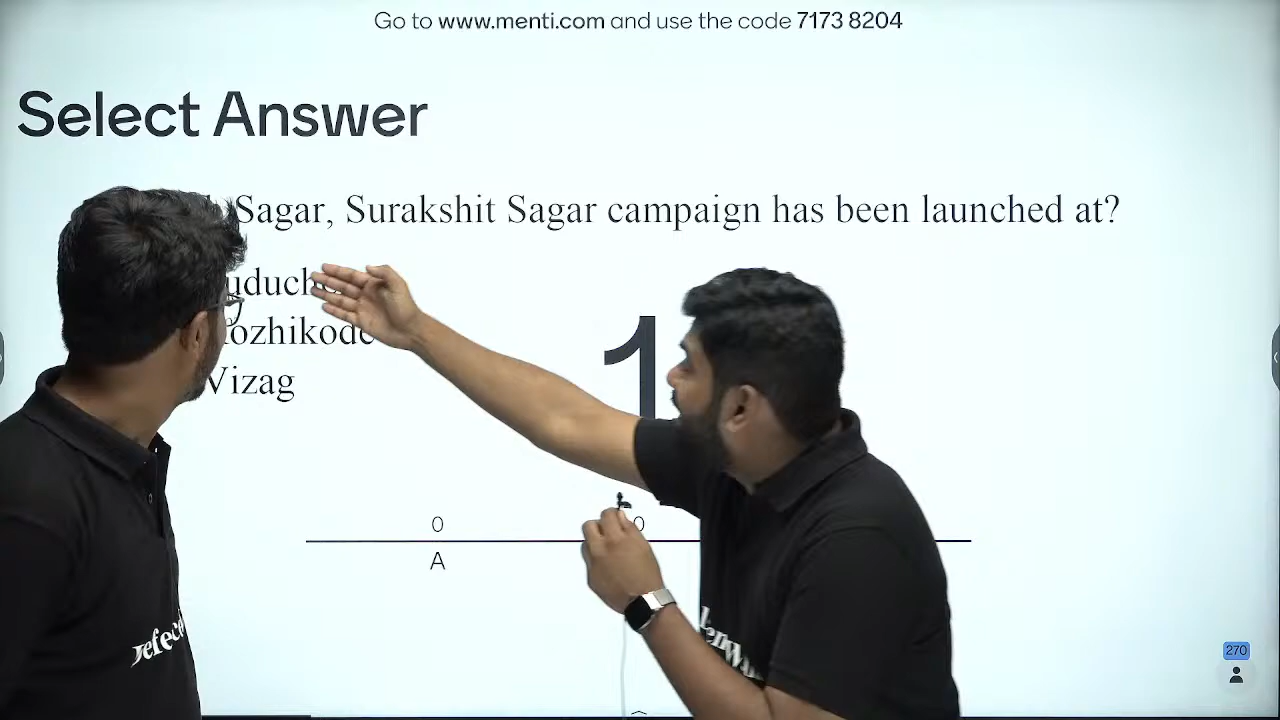 Go to www.menti.com and use the code 7173 8204
Select Answer
Sagar, Surakshit Sagar campaign has been launched at?
Vizag
1
0
0
A
270